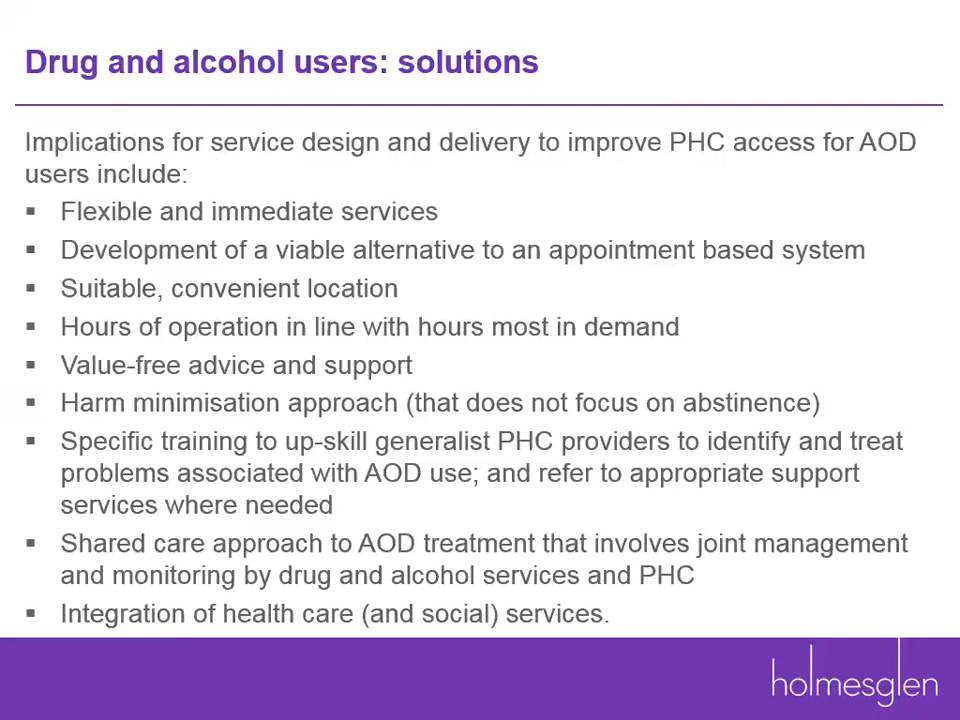 Drug and alcohol users: solutions
Implications for service design and delivery to improve PHC access for AOD
users include:
▪ Flexible and immediate services
▪ Development of a viable alternative to an appointment based system
▪ Suitable, convenient location
▪ Hours of operation in line with hours most in demand
▪ Value-free advice and support
▪ Harm minimisation approach (that does not focus on abstinence)
▪ Specific training to up-skill generalist PHC providers to identify and treat
problems associated with AOD use; and refer to appropriate support
services where needed
▪ Shared care approach to AOD treatment that involves joint management
and monitoring by drug and alcohol services and PHC
▪ Integration of health care (and social) services.
holmesglen